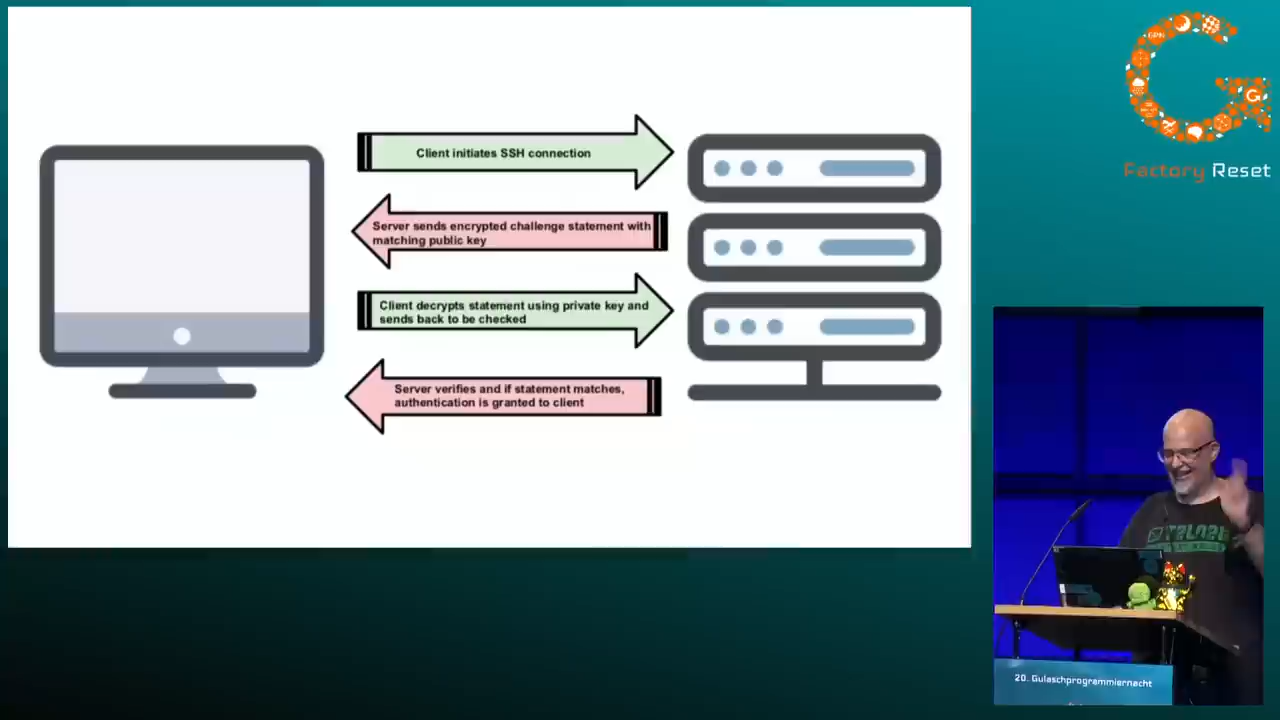 Client initiates SSH connection
Server sends encrypted challenge statement with
matching public key
Client decrypts statement using private key and
sends back to be checked
Server verifies and if statement matches,
authentication is granted to client
GPN
G
Factory Reset
20. Gulaschprogrammiernacht